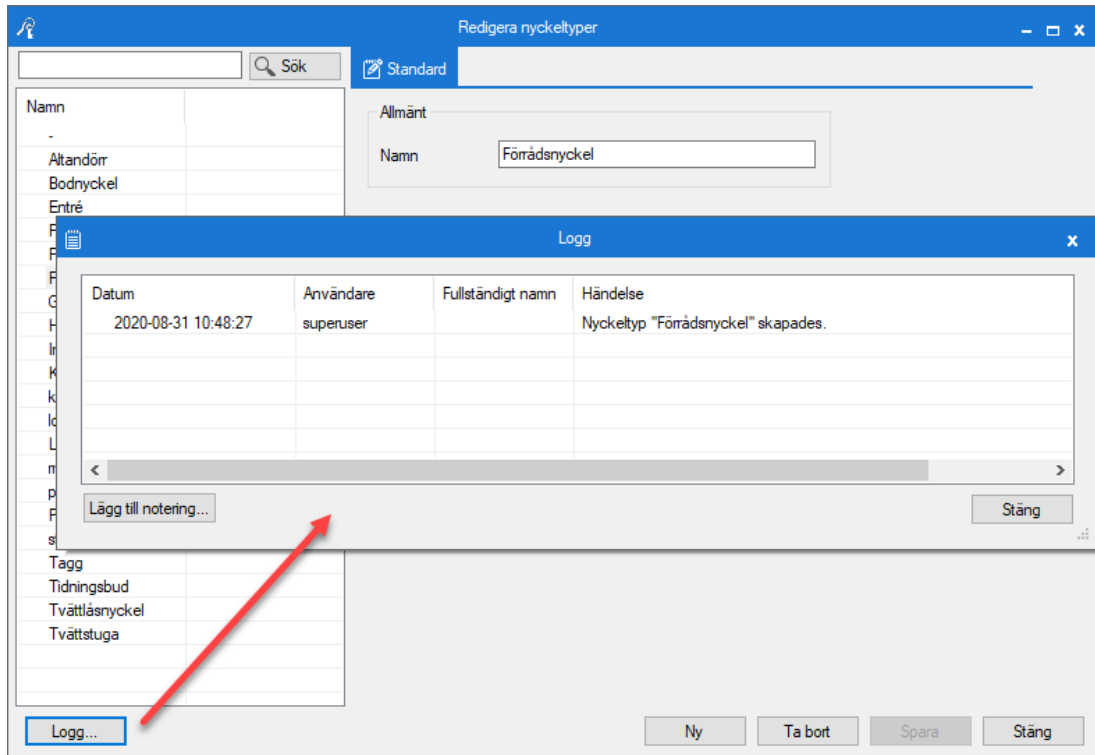 Redigera nyckeltyper
Sök
Standard
Namn
Allmänt
-
Namn
Förrådsnyckel
Altandörr
Bodnyckel
Entré
Logg
Datum Användare Fullständigt namn Händelse
2020-08-31 10:48:27 superuser Nyckeltyp "Förrådsnyckel" skapades.
Lägg till notering...
Stäng
Tagg
Tidningsbud
Tvättlåsnyckel
Tvättstuga
Logg...
Ny
Ta bort
Spara
Stäng